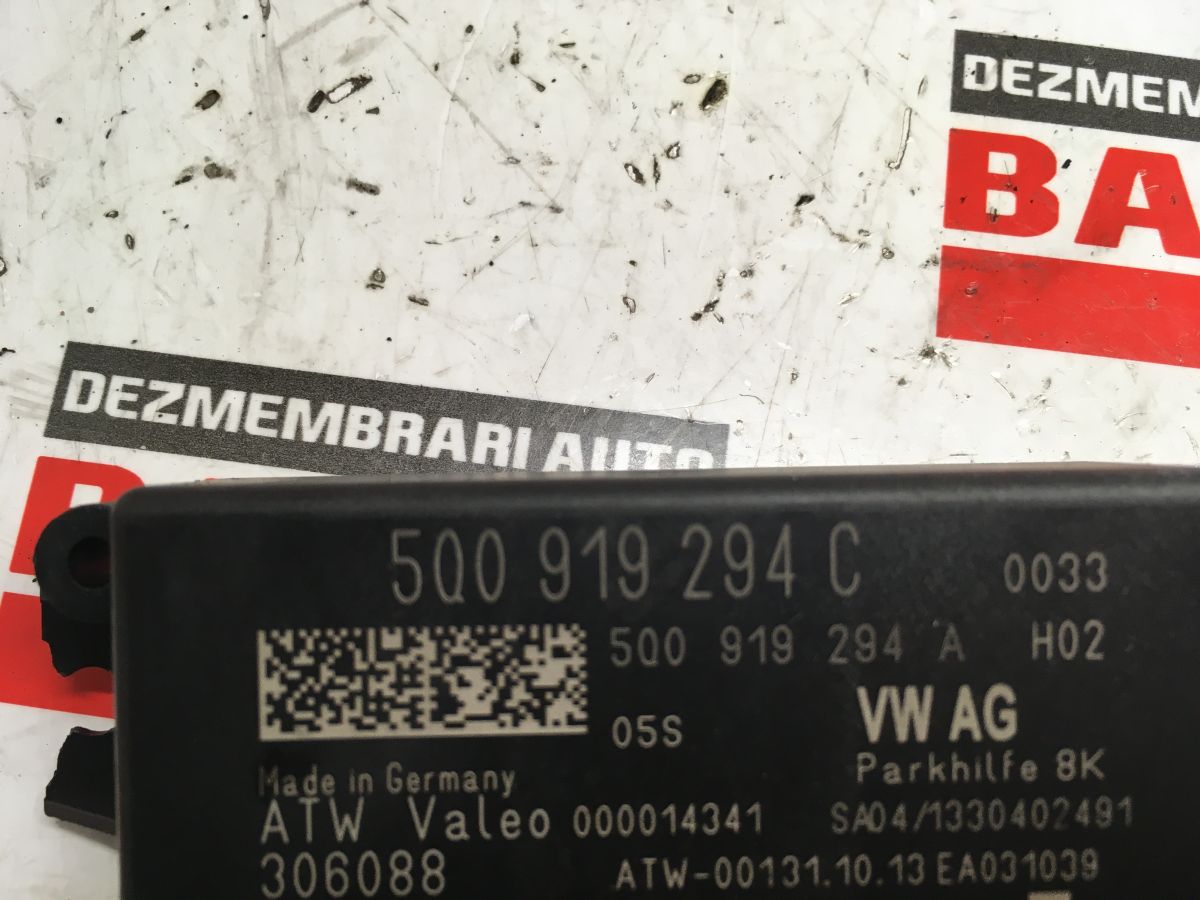 DEZMEM
BA
DEZMEMBRARI AUTO
5Q0 919 294 C 0033
5Q0 919 294 A H02
05S VW AG
Parkhilfe 8K
Made in Germany
ATW Valeo 000014341 SA04/1330402491
306088 ATW-00131.10.13 EA031039